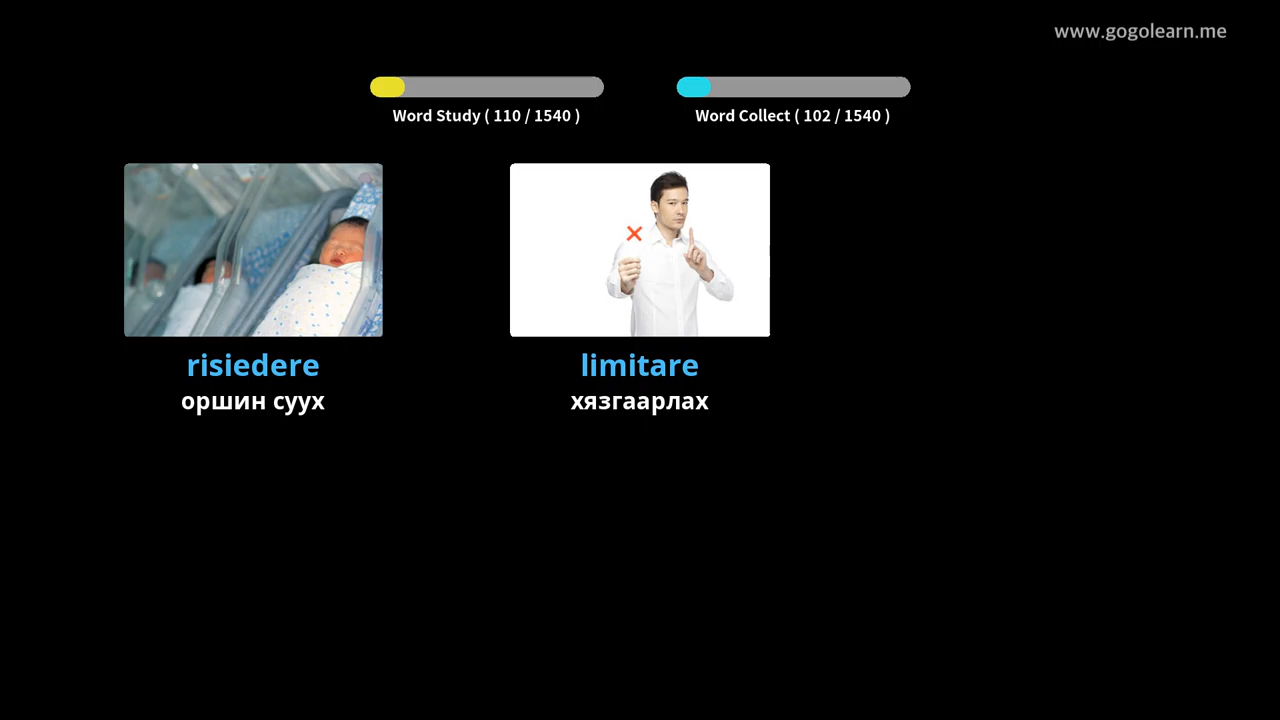 www.gogolearn.me
Word Study ( 110 / 1540 )
Word Collect ( 102 / 1540 )
risiedere
оршин суух
limitare
хязгаарлах